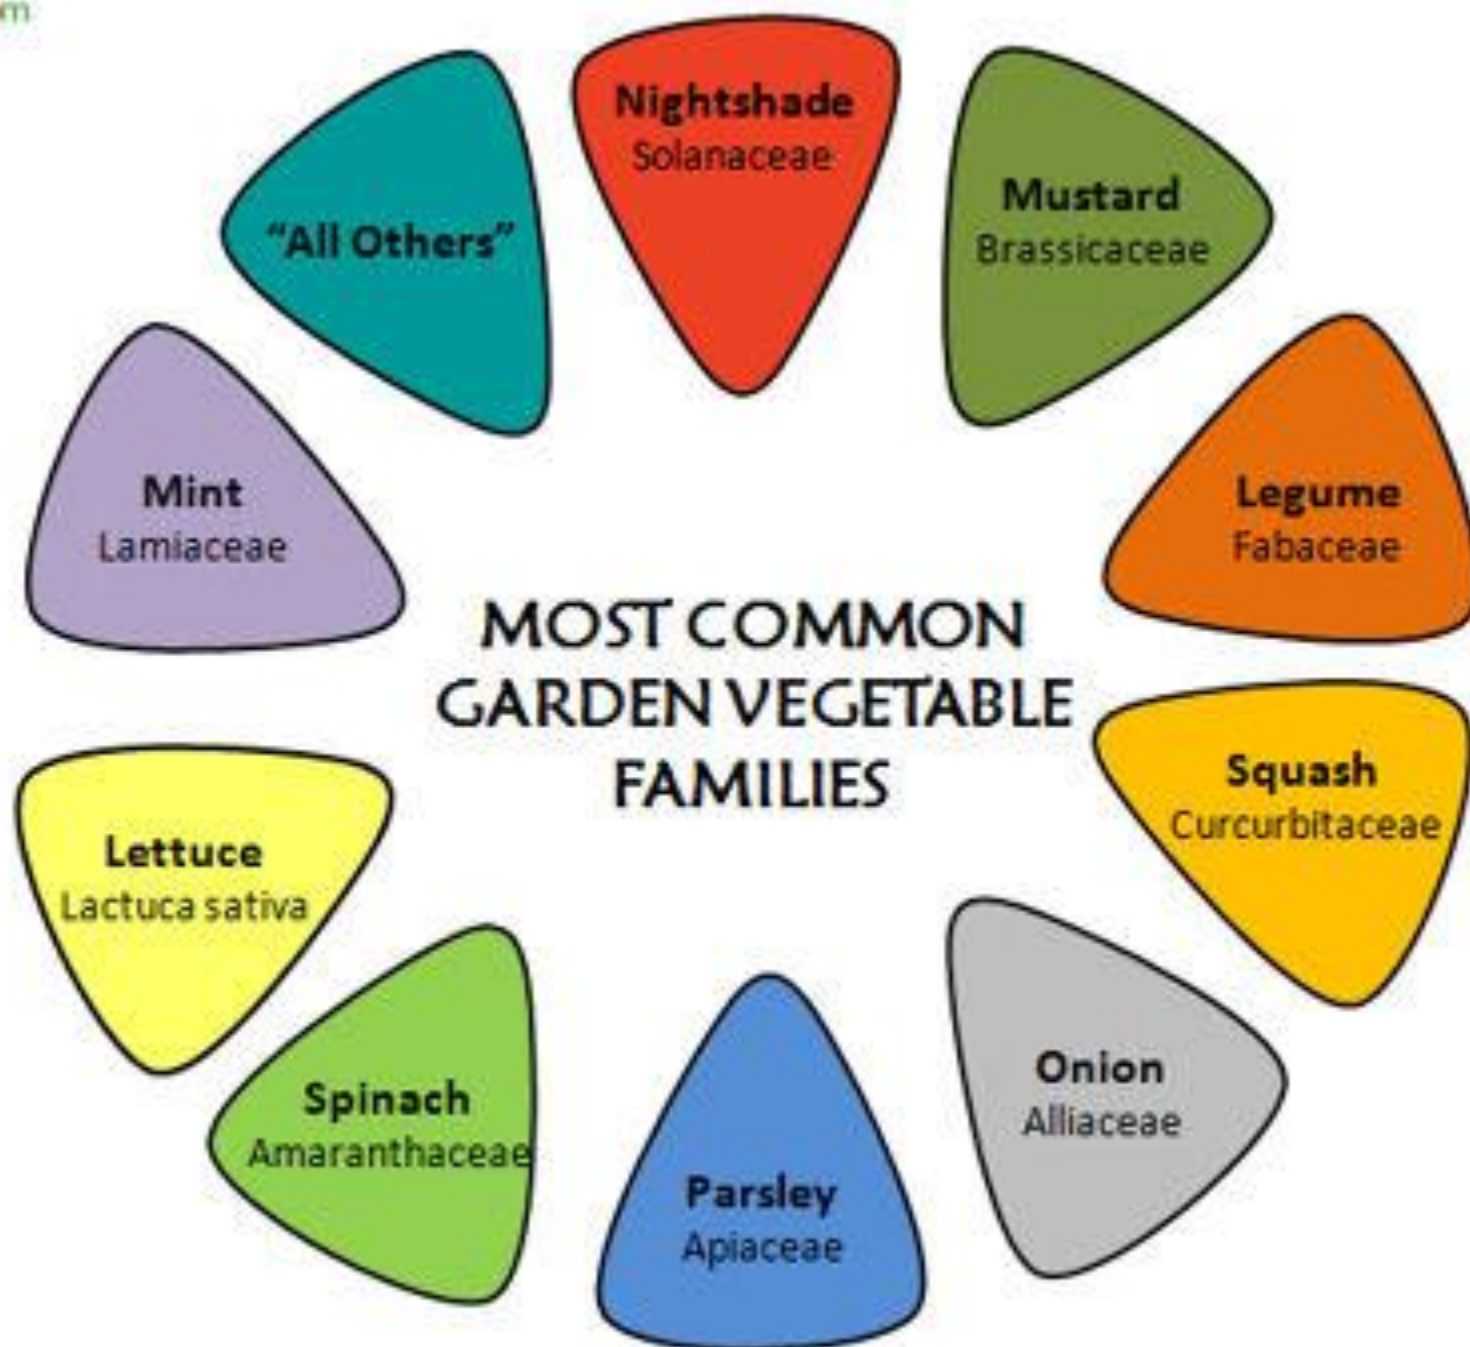 Nightshade
Solanaceae
Mustard
Brassicaceae
Legume
Fabaceae
Squash
Curcurbitaceae
Onion
Alliaceae
Parsley
Apiaceae
Spinach
Amaranthaceae
Lettuce
Lactuca sativa
Mint
Lamiaceae
“All Others”
MOST COMMON
GARDEN VEGETABLE
FAMILIES